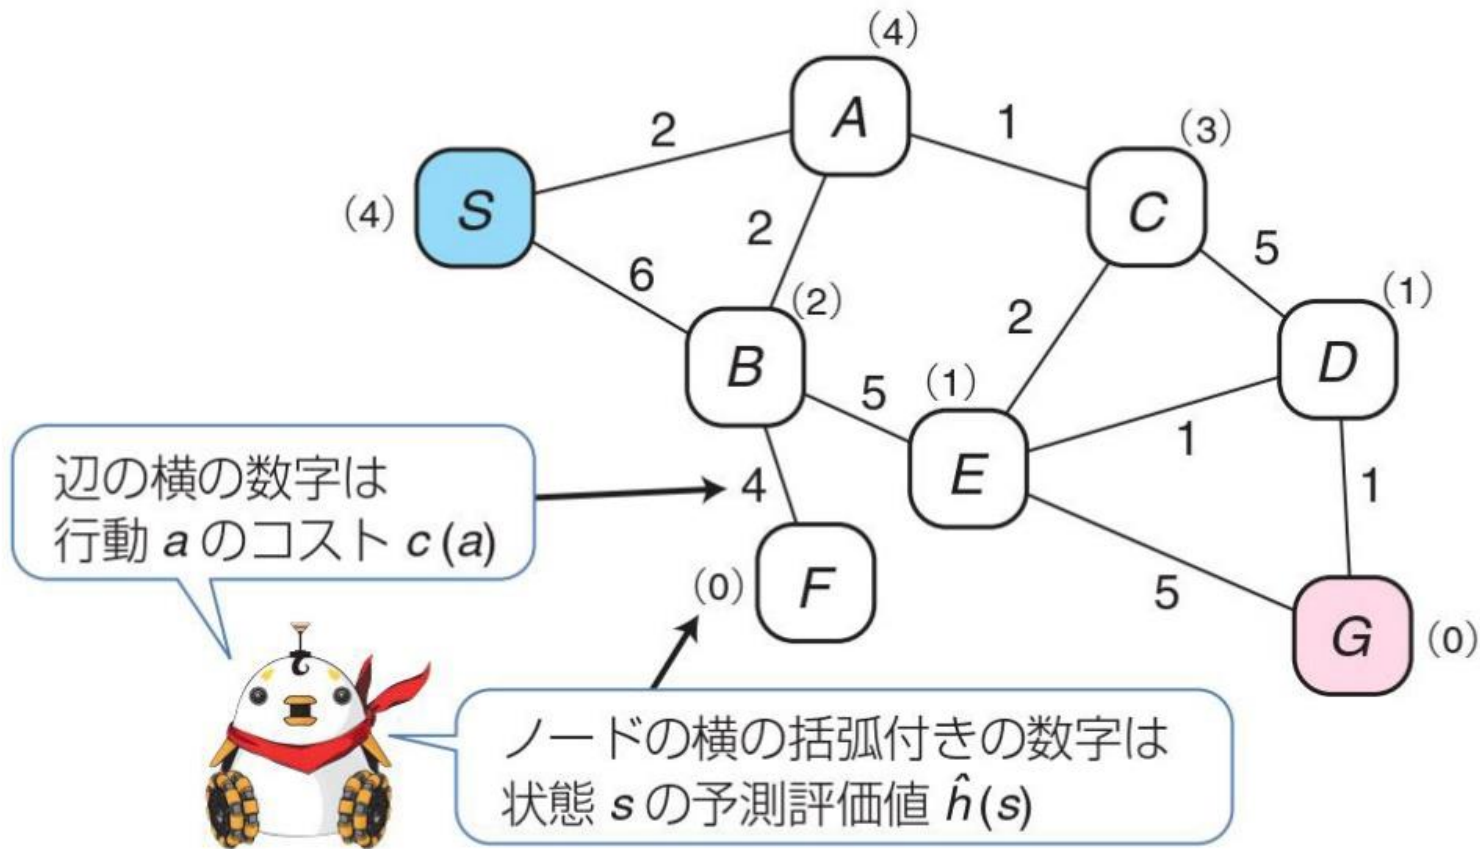 (4)
A
2
1
(3)
S
(4)
C
2
5
6
(2)
(1)
B
2
D
5
(1)
E
1
辺の横の数字は
行動 a のコスト c (a)
4
1
F
(0)
5
G
(0)
ノードの横の括弧付きの数字は
状態 s の予測評価値 ĥ (s)